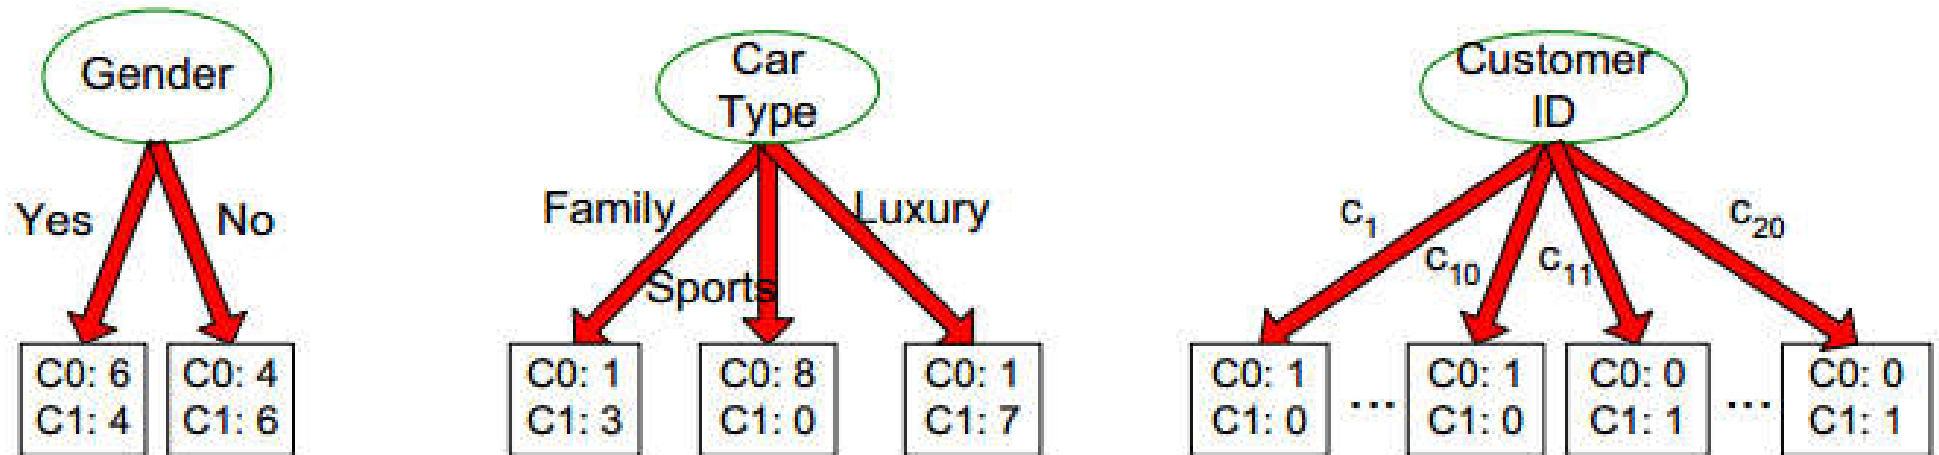 Gender
Yes
No
C0: 6
C1: 4
C0: 4
C1: 6
Car
Type
Family
Sports
Luxury
C0: 1
C1: 3
C0: 8
C1: 0
C0: 1
C1: 7
Customer
ID
c1
c10
c11
c20
C0: 1
C1: 0
...
C0: 1
C1: 0
C0: 0
C1: 1
...
C0: 0
C1: 1